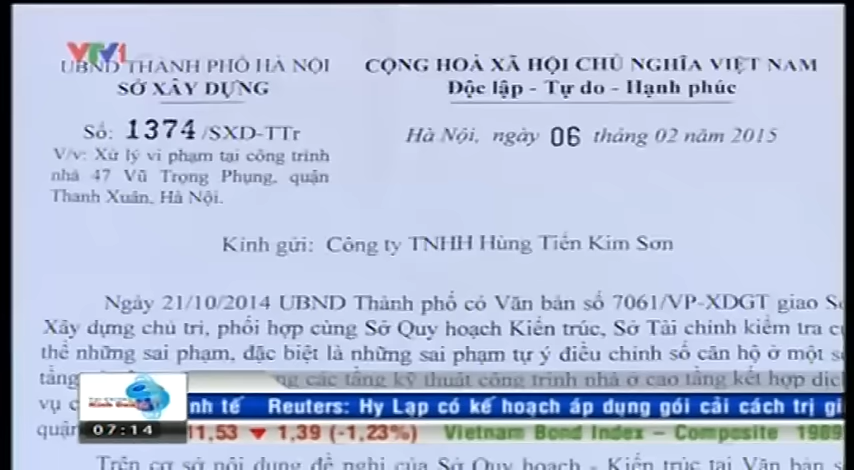 VTV1
UBND THÀNH PHỐ HÀ NỘI
SỞ XÂY DỰNG
CỘNG HOÀ XÃ HỘI CHỦ NGHĨA VIỆT NAM
Độc lập - Tự do - Hạnh phúc
Số: 1374/SXD-TTr
Hà Nội, ngày 06 tháng 02 năm 2015
V/v: Xử lý vi phạm tại công trình
nhà 47 Vũ Trọng Phụng, quận
Thanh Xuân, Hà Nội.
Kính gửi: Công ty TNHH Hùng Tiến Kim Sơn
Ngày 21/10/2014 UBND Thành phố có Văn bản số 7061/VP-XDGT giao Sở
Xây dựng chủ trì, phối hợp cùng Sở Quy hoạch Kiến trúc, Sở Tài chính kiểm tra
thể những sai phạm, đặc biệt là những sai phạm tự ý điều chỉnh số căn hộ ở một
tầng các tầng kỹ thuật công trình nhà ở cao tầng kết hợp
vụ
nh tế Reuters: Hy Lạp có kế hoạch áp dụng gói cải cách trị gi
07:14
quận
11,53 ▼ 1,39 (-1,23%) Vietnam Bond Index - Composite
Trên cơ sở nội dung đề nghị của Sở Quy hoạch - Kiến trúc tại Văn bản